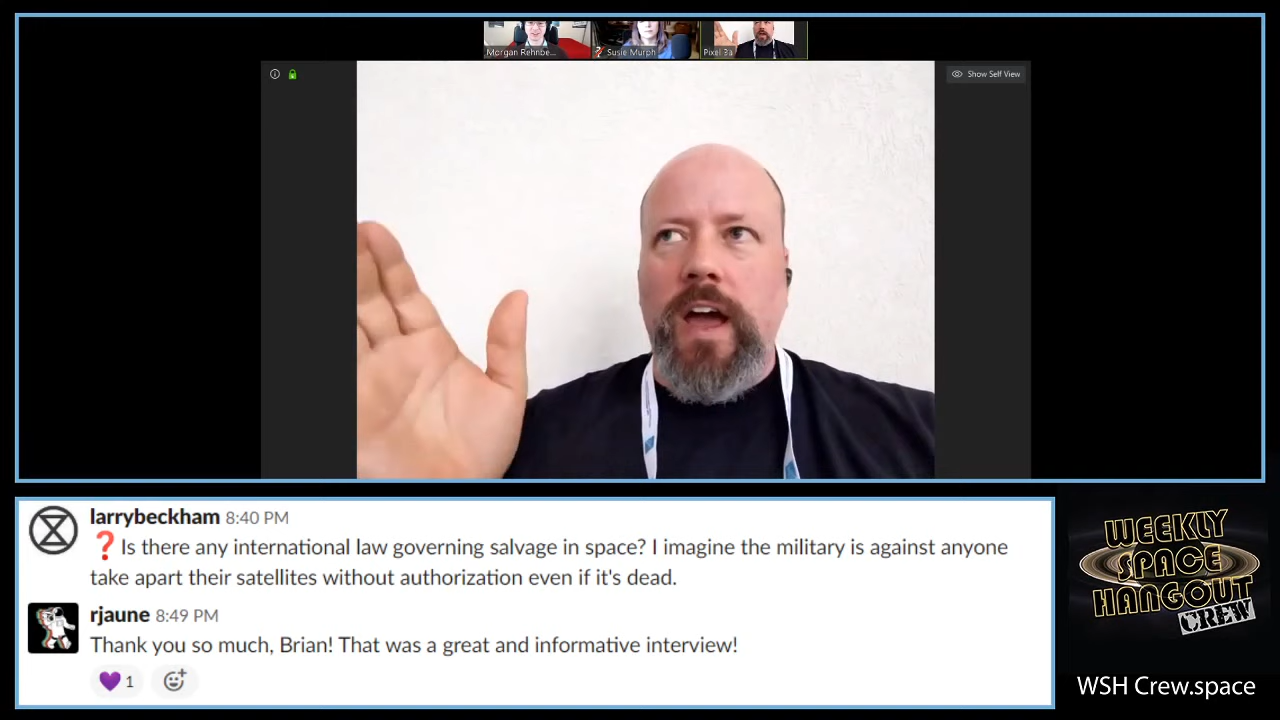 Morgan Rehnbe...
Susie Murph
Pixel 3a
Show Self View
larrybeckham 8:40 PM
❓Is there any international law governing salvage in space? I imagine the military is against anyone
take apart their satellites without authorization even if it's dead.
rjaune 8:49 PM
Thank you so much, Brian! That was a great and informative interview!
💜 1
WEEKLY
SPACE
HANGOUT
CREW
WSH Crew.space